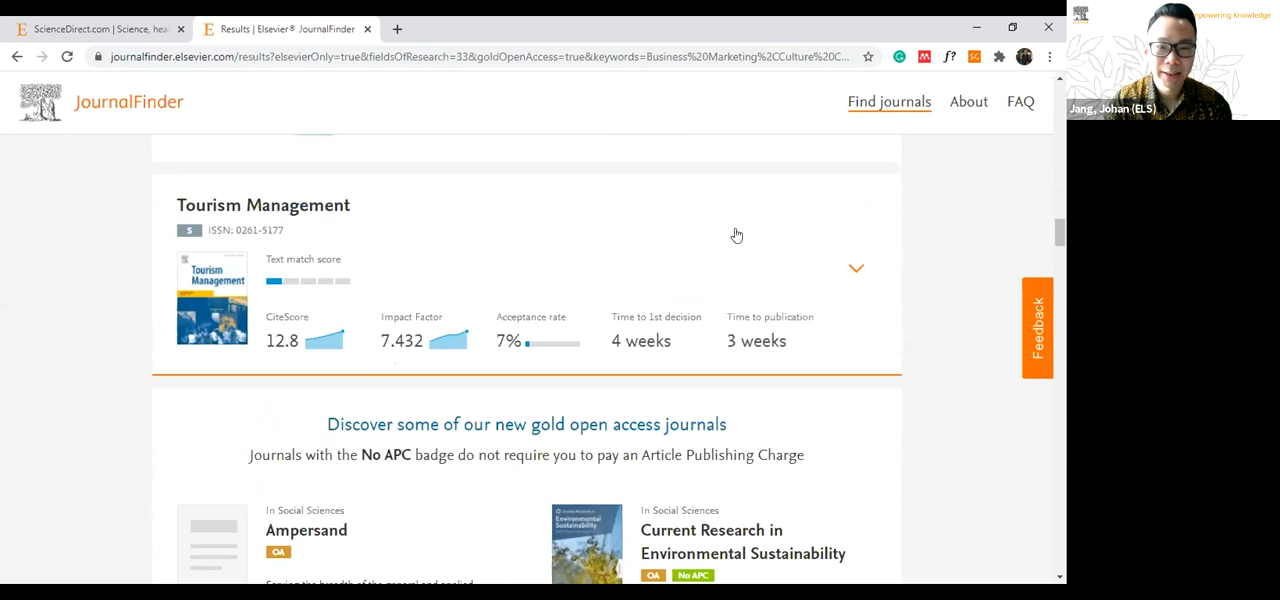 ScienceDirect.com | Science, heal
Results | Elsevier® JournalFinder
Empowering Knowledge
journalfinder.elsevier.com/results?elsevierOnly=true&fieldsOfResearch=33&goldOpenAccess=true&keywords=Business%20Marketing%2CCulture%20C...
JournalFinder
Find journals
About
FAQ
Jang, Johan (ELS)
Tourism Management
S ISSN: 0261-5177
Tourism
Management
Text match score
CiteScore
Impact Factor
Acceptance rate
Time to 1st decision
Time to publication
12.8
7.432
7%
4 weeks
3 weeks
Feedback
Discover some of our new gold open access journals
Journals with the No APC badge do not require you to pay an Article Publishing Charge
In Social Sciences
Ampersand
OA
In Social Sciences
Current Research in
Environmental Sustainability
OA No APC
Environmental
Sustainability